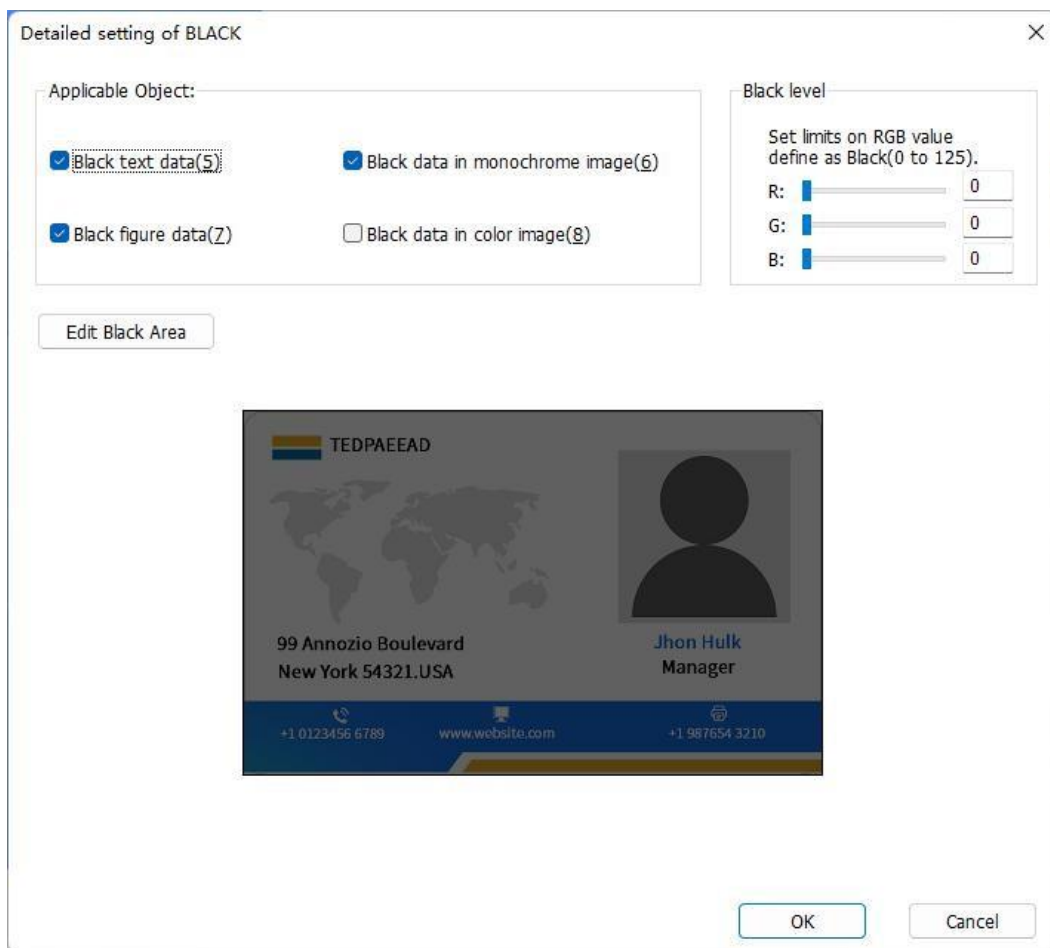 Detailed setting of BLACK
Applicable Object:
Black text data(5)
Black data in monochrome image(6)
Black figure data(7)
Black data in color image(8)
Black level
Set limits on RGB value
define as Black(0 to 125).
R: 0
G: 0
B: 0
Edit Black Area
TEDPAEEAD
99 Annozio Boulevard
New York 54321.USA
Jhon Hulk
Manager
+1 0123456 6789
www.website.com
+1 987654 3210
OK
Cancel